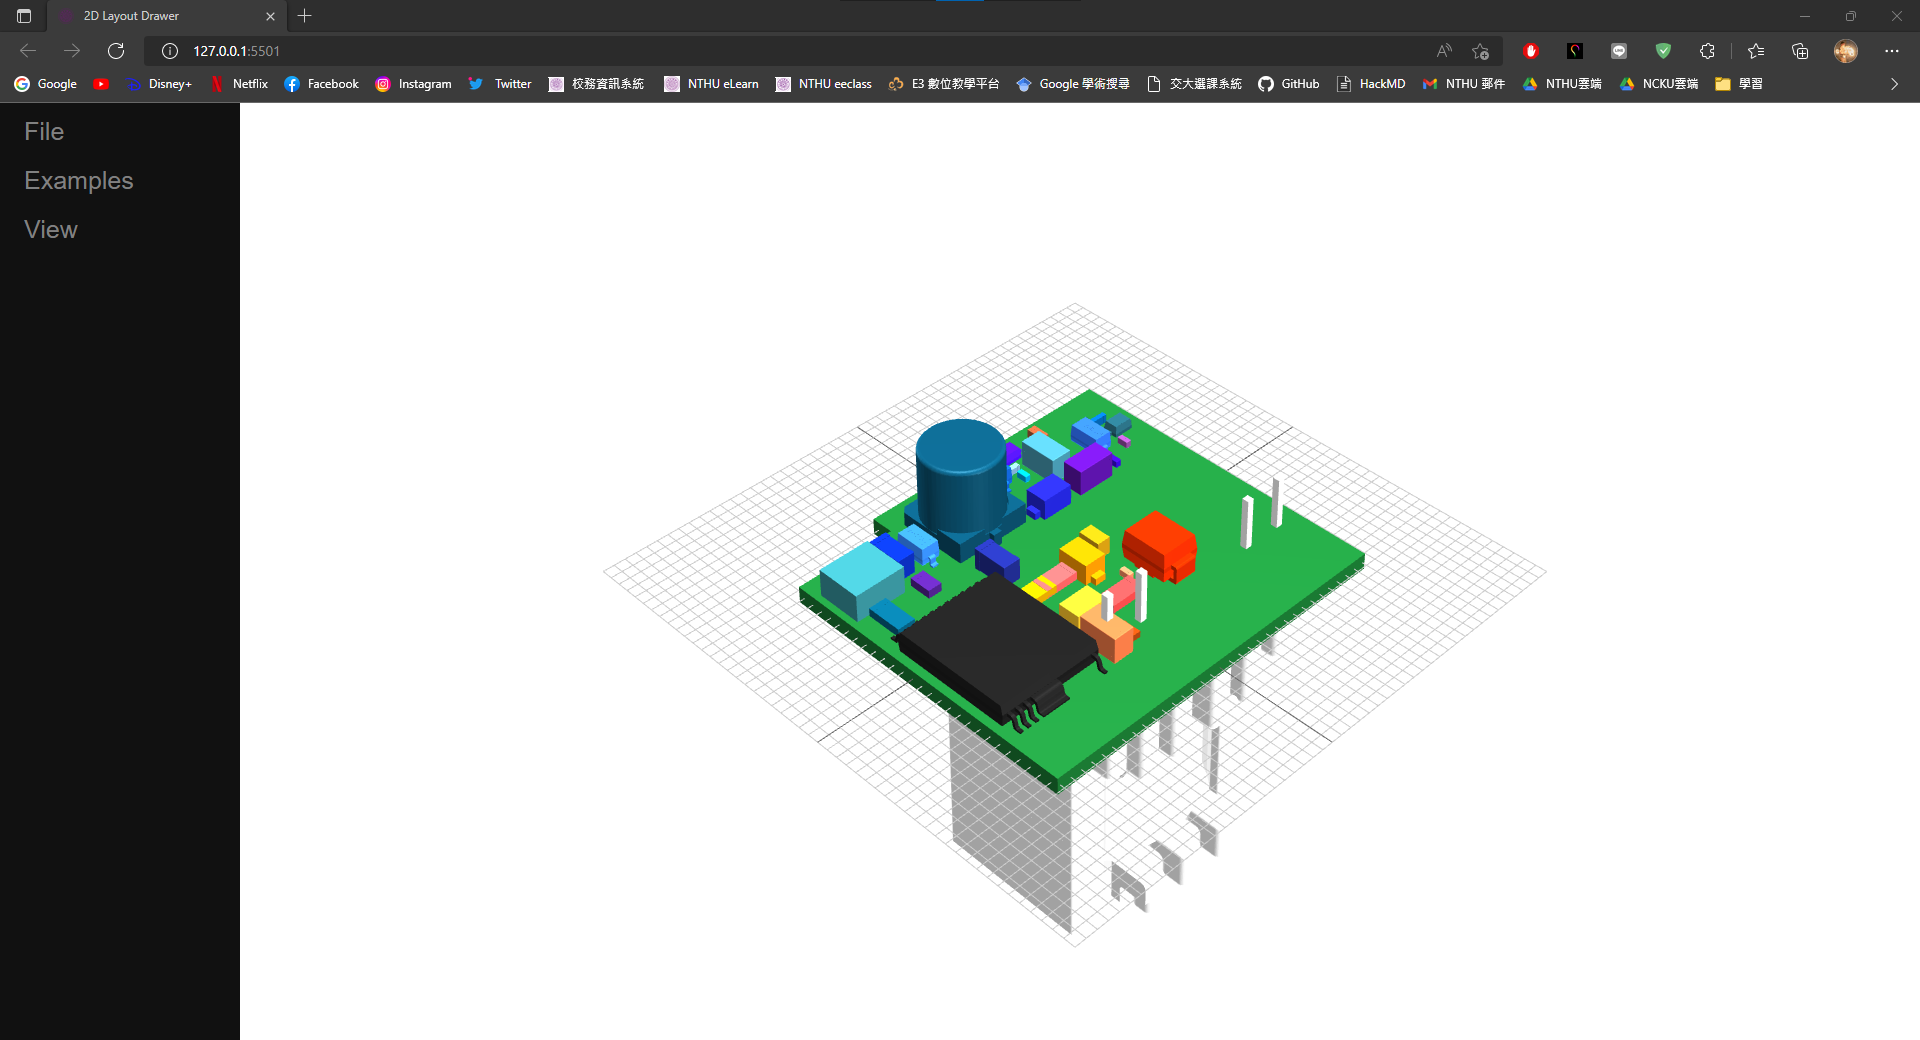 2D Layout Drawer
127.0.0.1:5501
Google
Disney+
Netflix
Facebook
Instagram
Twitter
校務資訊系統
NTHU eLearn
NTHU eeclass
E3 數位教學平台
Google 學術搜尋
交大選課系統
GitHub
HackMD
NTHU 郵件
NTHU雲端
NCKU雲端
學習
File
Examples
View